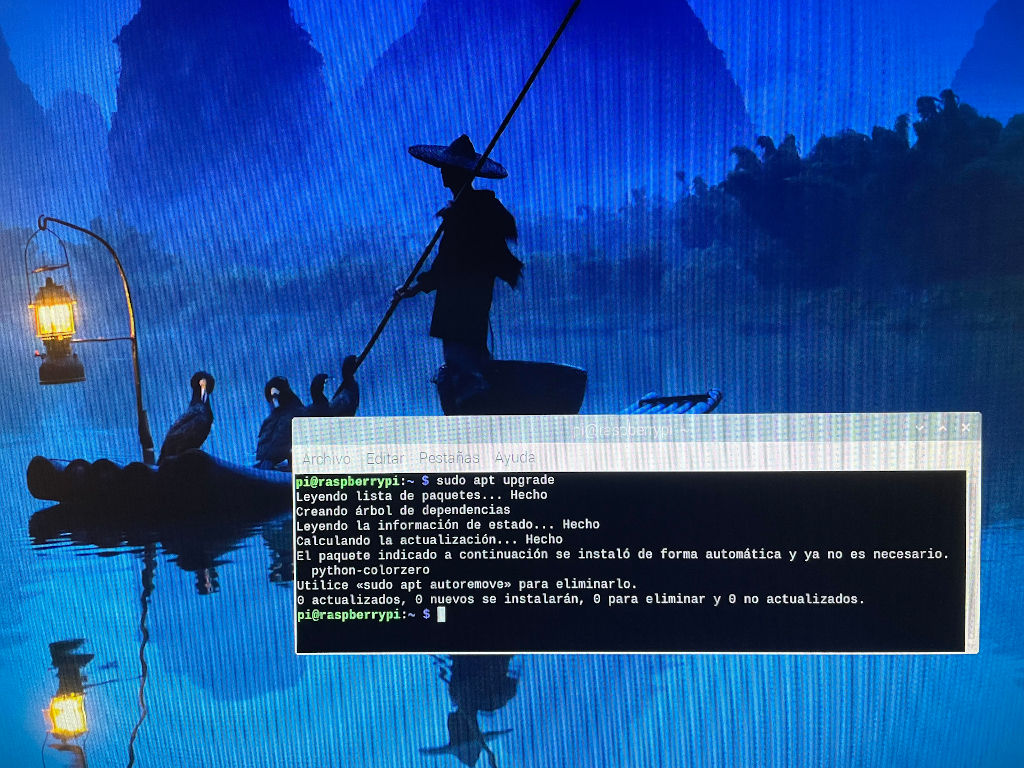 pi@raspberrypi: ~
Archivo Editar Pestañas Ayuda
pi@raspberrypi:~ $ sudo apt upgrade
Leyendo lista de paquetes... Hecho
Creando árbol de dependencias
Leyendo la información de estado... Hecho
Calculando la actualización... Hecho
El paquete indicado a continuación se instaló de forma automática y ya no es necesario.
python-colorzero
Utilice «sudo apt autoremove» para eliminarlo.
0 actualizados, 0 nuevos se instalarán, 0 para eliminar y 0 no actualizados.
pi@raspberrypi:~ $